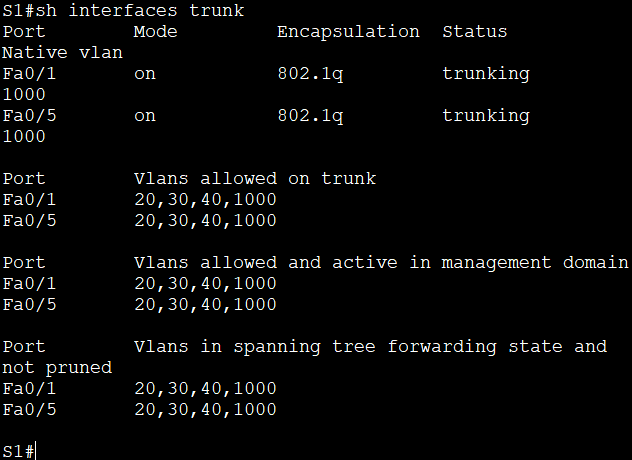 S1#sh interfaces trunk
Port        Mode             Encapsulation  Status
Native vlan
Fa0/1       on               802.1q         trunking
1000
Fa0/5       on               802.1q         trunking
1000
Port        Vlans allowed on trunk
Fa0/1       20,30,40,1000
Fa0/5       20,30,40,1000
Port        Vlans allowed and active in management domain
Fa0/1       20,30,40,1000
Fa0/5       20,30,40,1000
Port        Vlans in spanning tree forwarding state and
not pruned
Fa0/1       20,30,40,1000
Fa0/5       20,30,40,1000
S1#